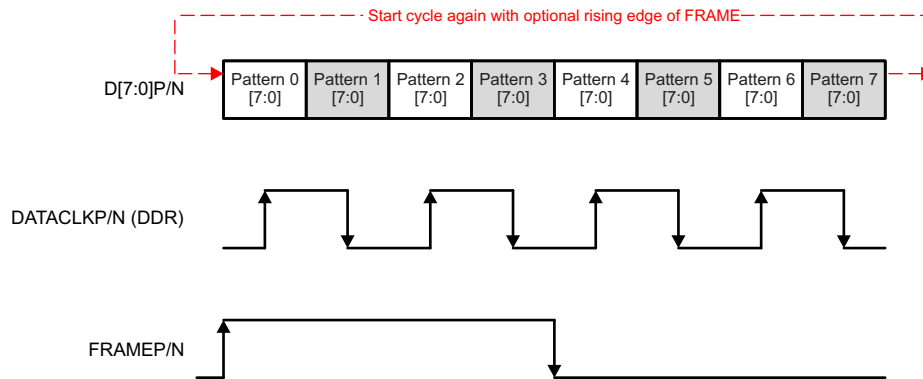 Start cycle again with optional rising edge of FRAME
D[7:0]P/N
Pattern 0
[7:0]
Pattern 1
[7:0]
Pattern 2
[7:0]
Pattern 3
[7:0]
Pattern 4
[7:0]
Pattern 5
[7:0]
Pattern 6
[7:0]
Pattern 7
[7:0]
DATACLKP/N (DDR)
FRAMEP/N